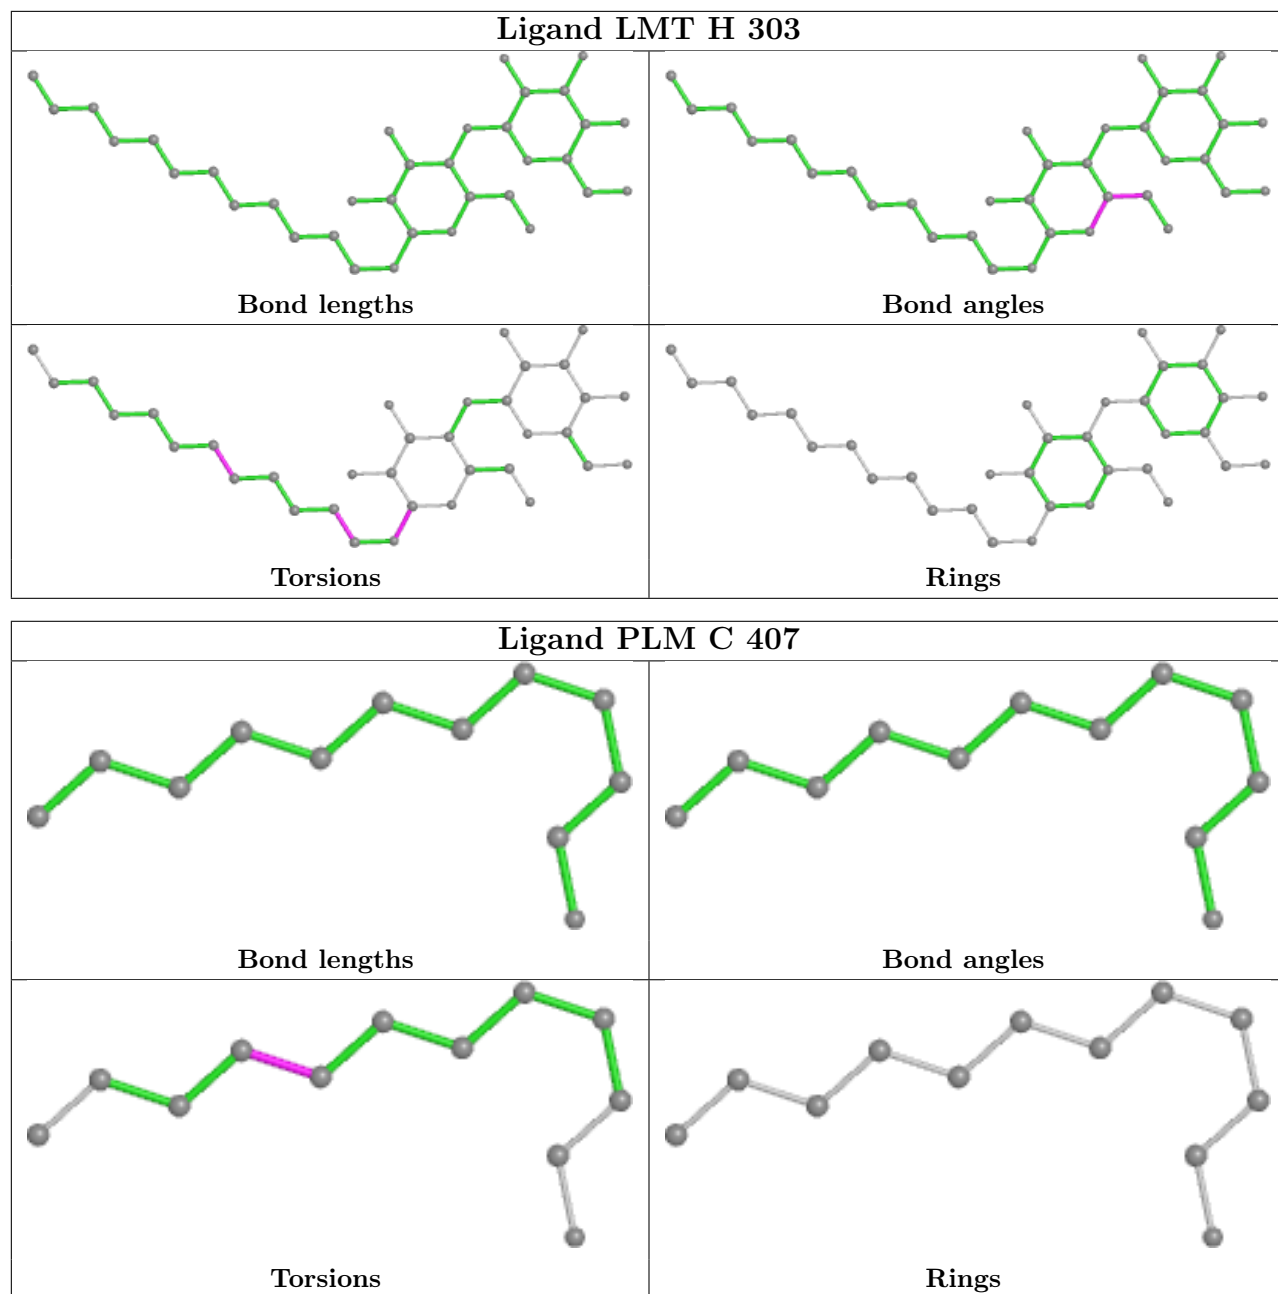 Ligand LMT H 303
Bond lengths
Bond angles
Torsions
Rings
Ligand PLM C 407
Bond lengths
Bond angles
Torsions
Rings